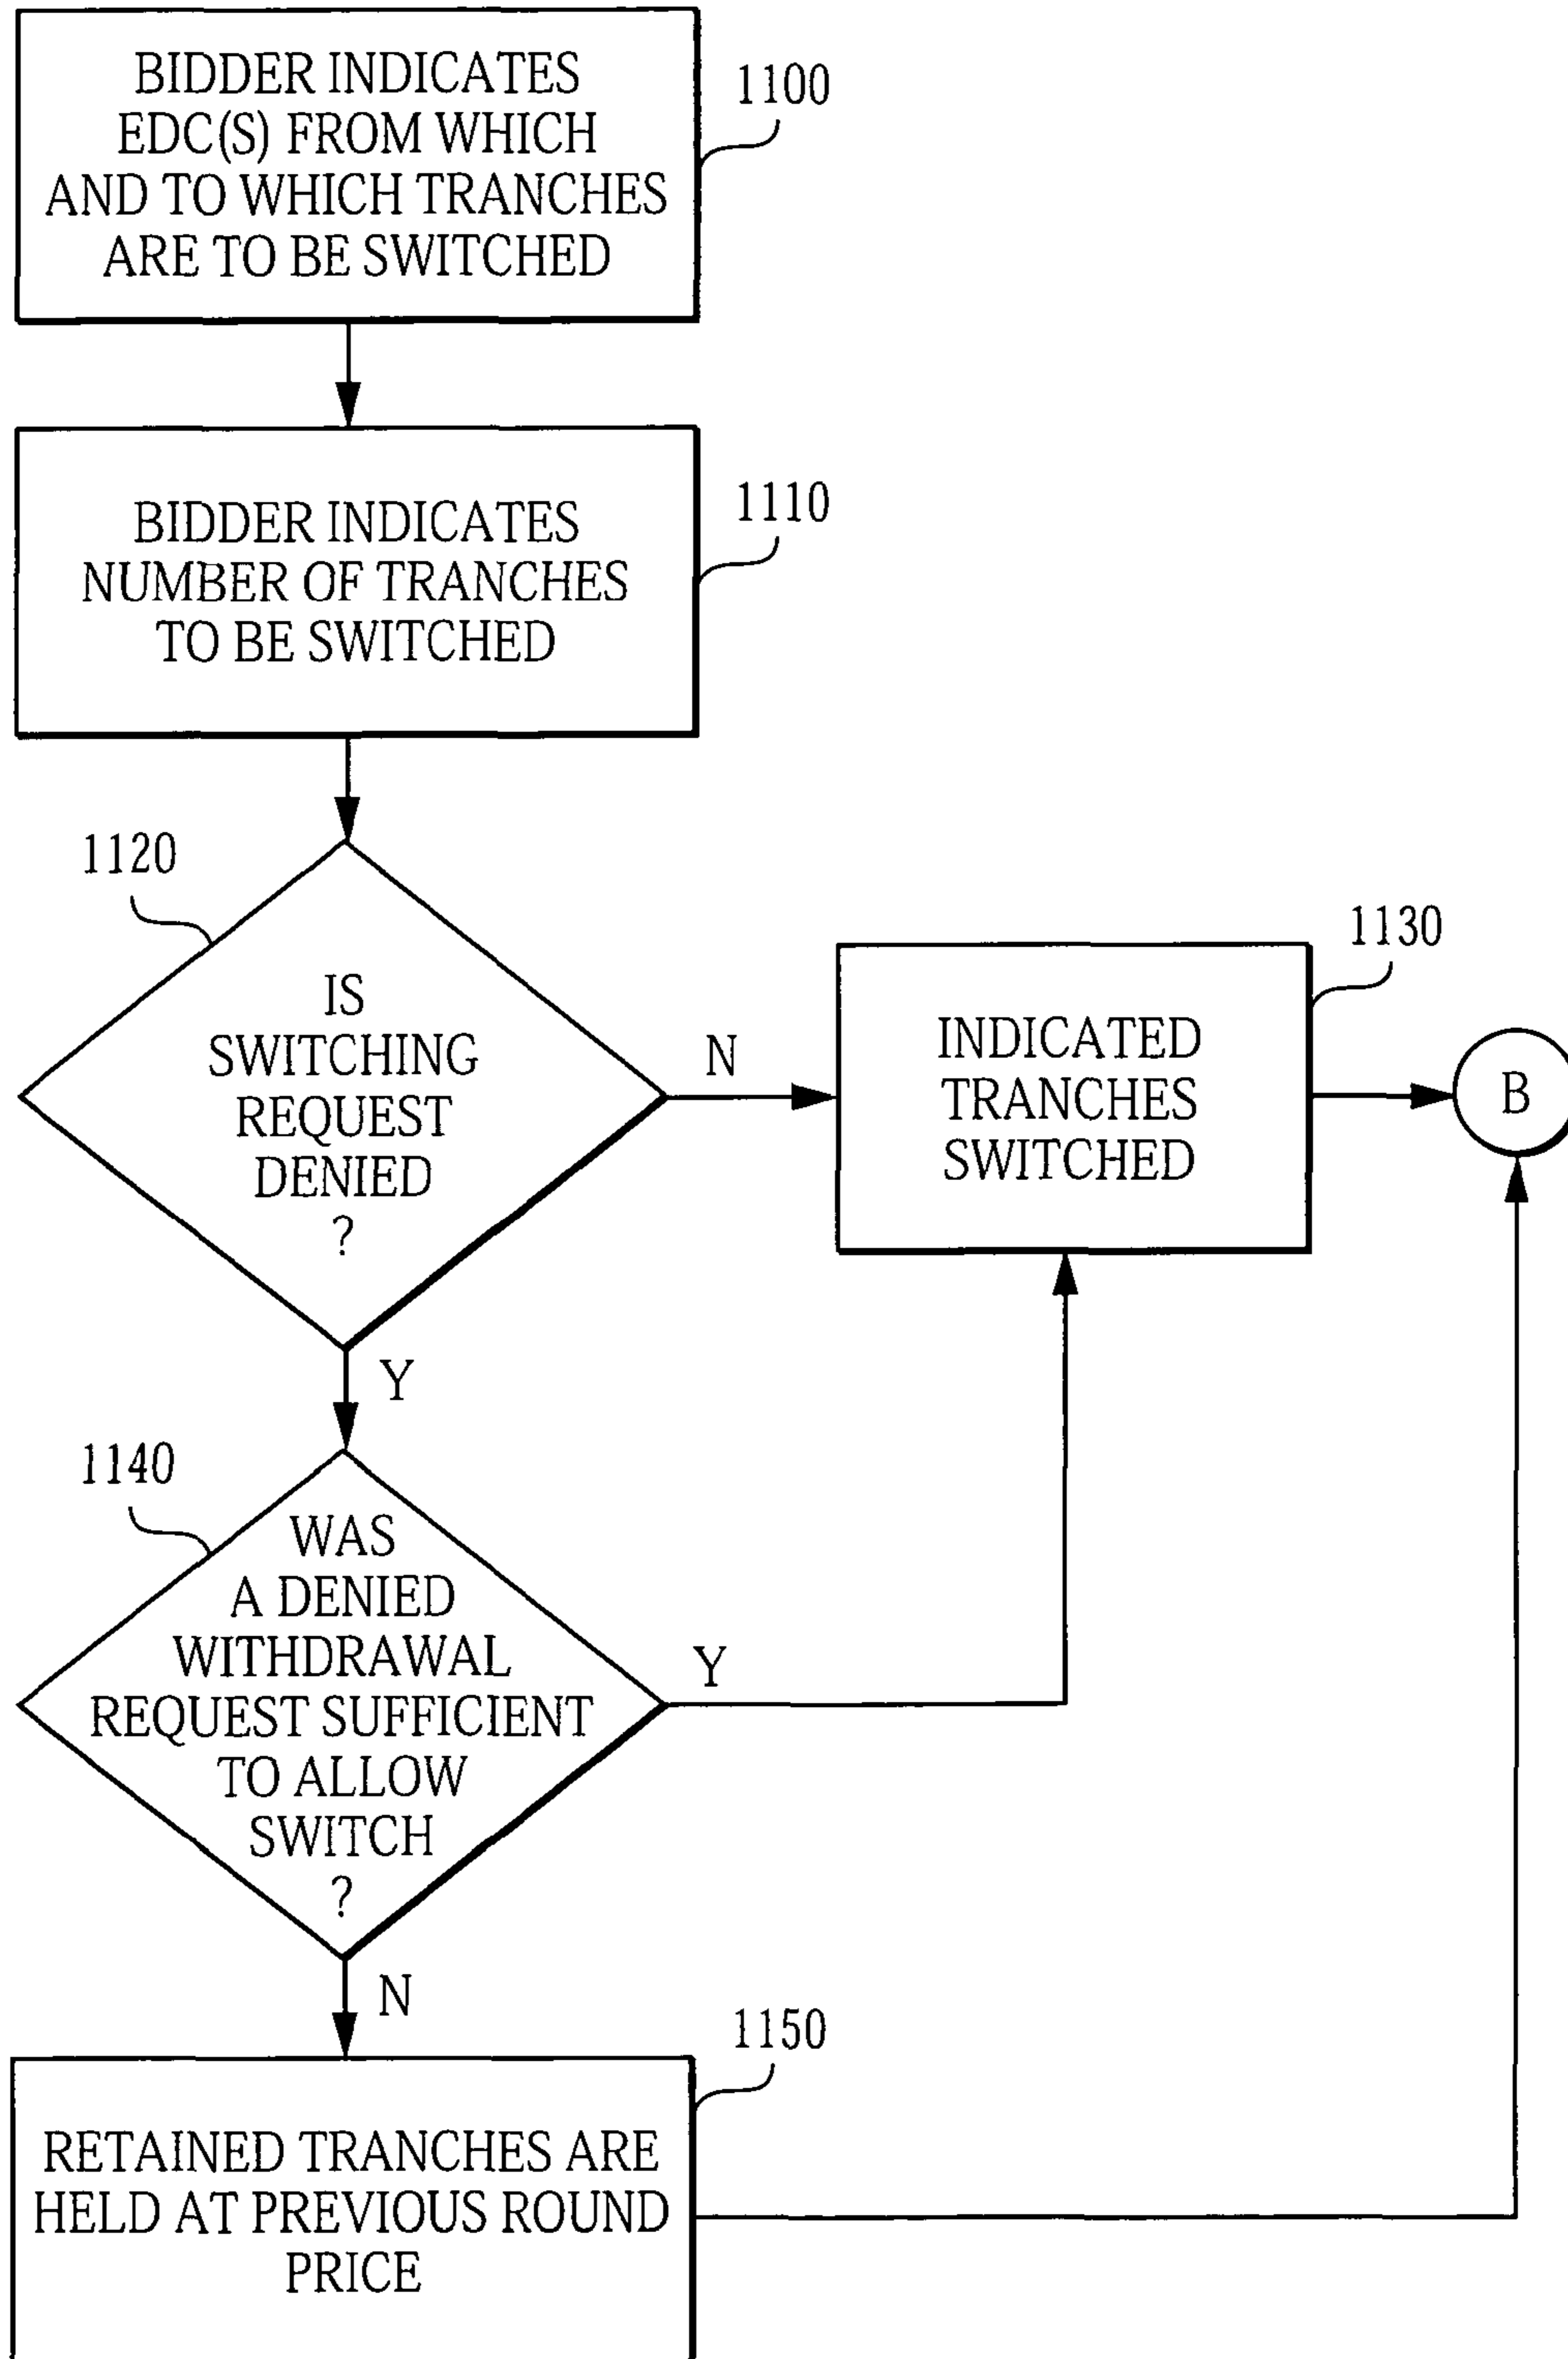 BIDDER INDICATES
EDC(S) FROM WHICH
AND TO WHICH TRANCHES
ARE TO BE SWITCHED
1100
BIDDER INDICATES
NUMBER OF TRANCHES
TO BE SWITCHED
1110
1120
IS
SWITCHING
REQUEST
DENIED
?
N
Y
INDICATED
TRANCHES
SWITCHED
1130
B
1140
WAS
A DENIED
WITHDRAWAL
REQUEST SUFFICIENT
TO ALLOW
SWITCH
?
Y
N
RETAINED TRANCHES ARE
HELD AT PREVIOUS ROUND
PRICE
1150